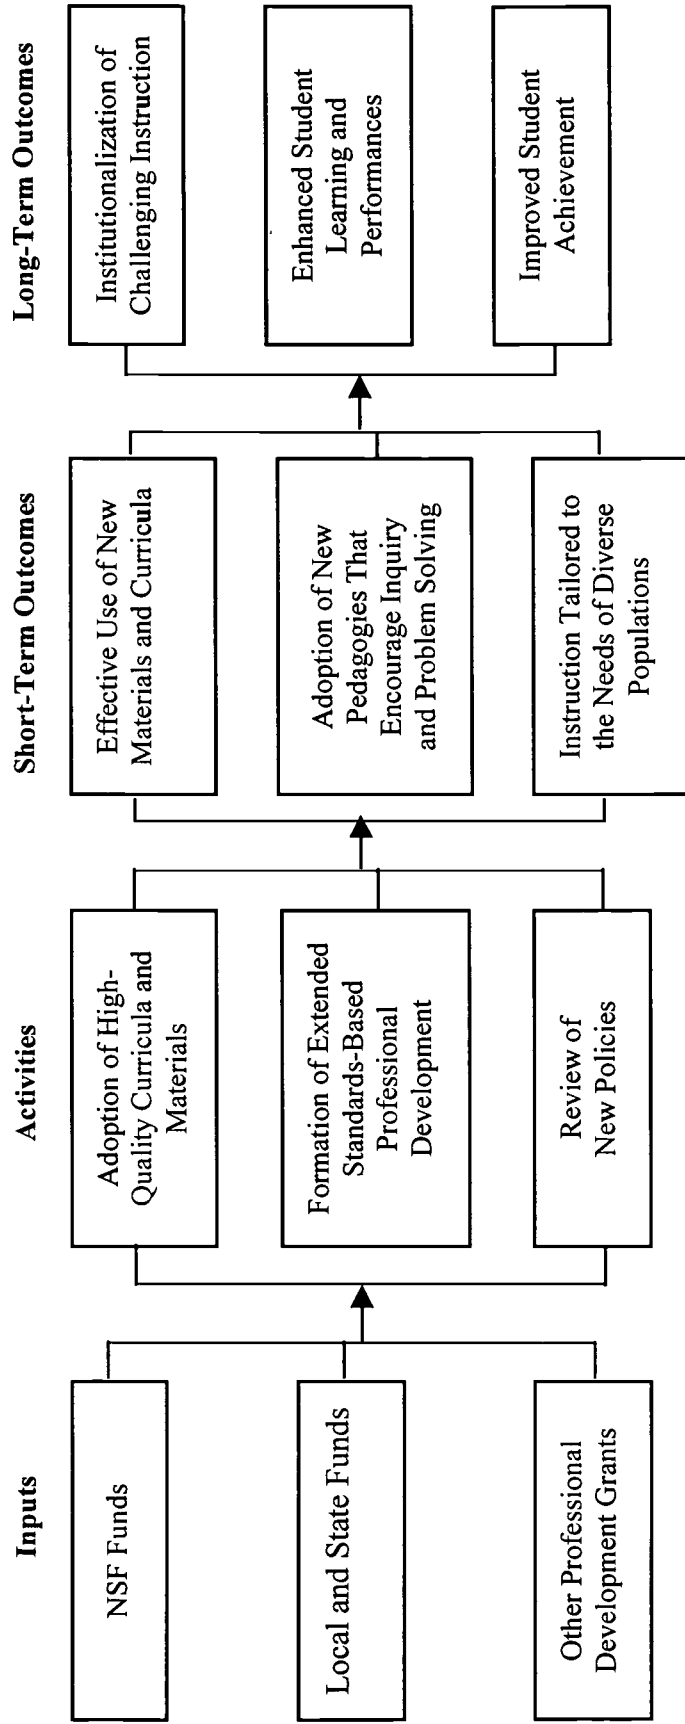 Inputs
NSF Funds
Local and State Funds
Other Professional
Development Grants
Activities
Adoption of High-
Quality Curricula and
Materials
Formation of Extended
Standards-Based
Professional
Development
Review of
New Policies
Short-Term Outcomes
Effective Use of New
Materials and Curricula
Adoption of New
Pedagogies That
Encourage Inquiry
and Problem Solving
Instruction Tailored to
the Needs of Diverse
Populations
Long-Term Outcomes
Institutionalization of
Challenging Instruction
Enhanced Student
Learning and
Performances
Improved Student
Achievement